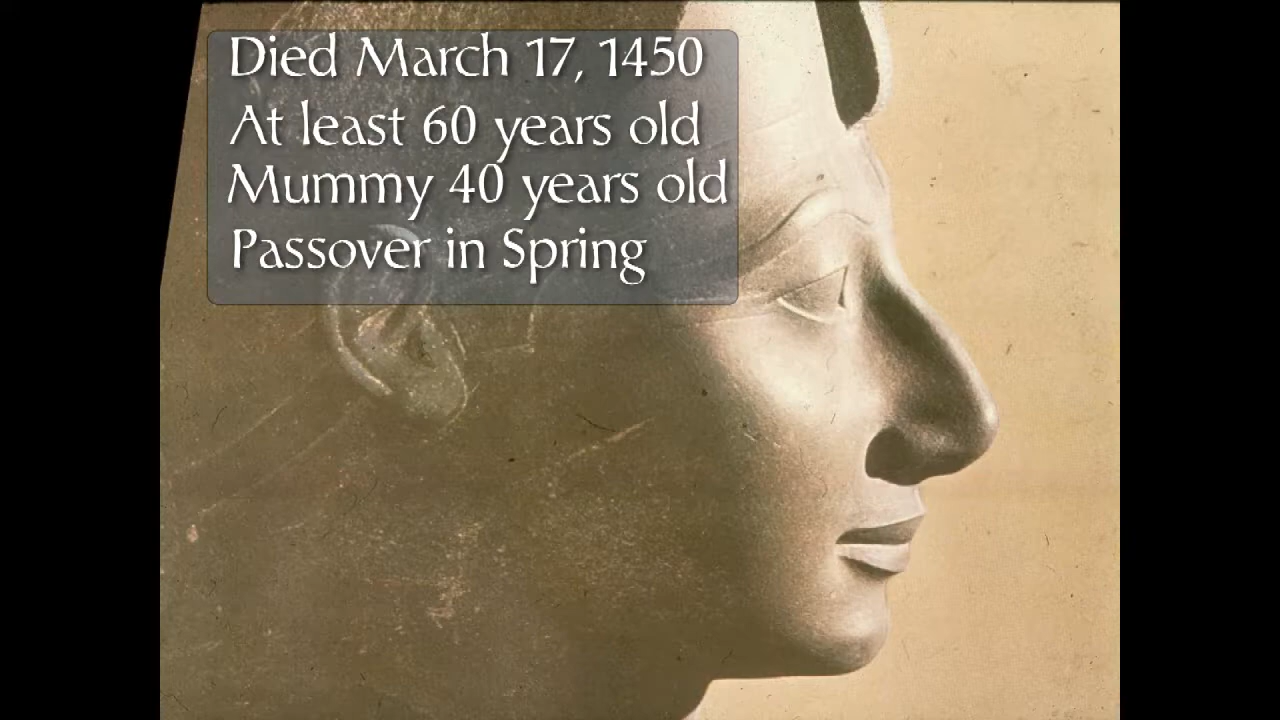 Died March 17, 1450
At least 60 years old
Mummy 40 years old
Passover in Spring